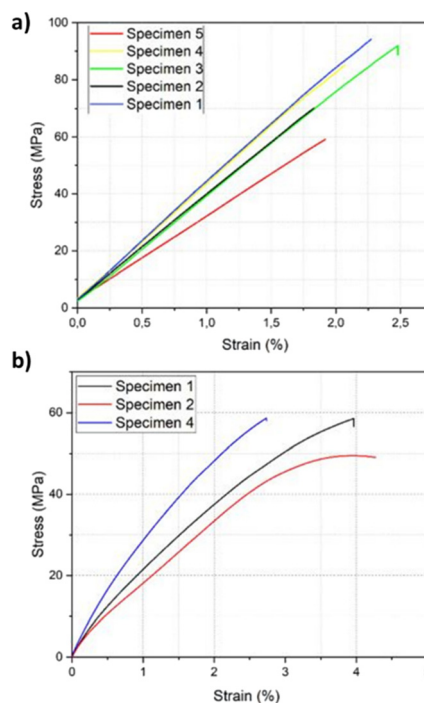 a)
100
80
60
40
20
0
Stress (MPa)
Specimen 5
Specimen 4
Specimen 3
Specimen 2
Specimen 1
0,0 0,5 1,0 1,5 2,0 2,5
Strain (%)
b)
60
40
20
0
Stress (MPa)
Specimen 1
Specimen 2
Specimen 4
0 1 2 3 4
Strain (%)